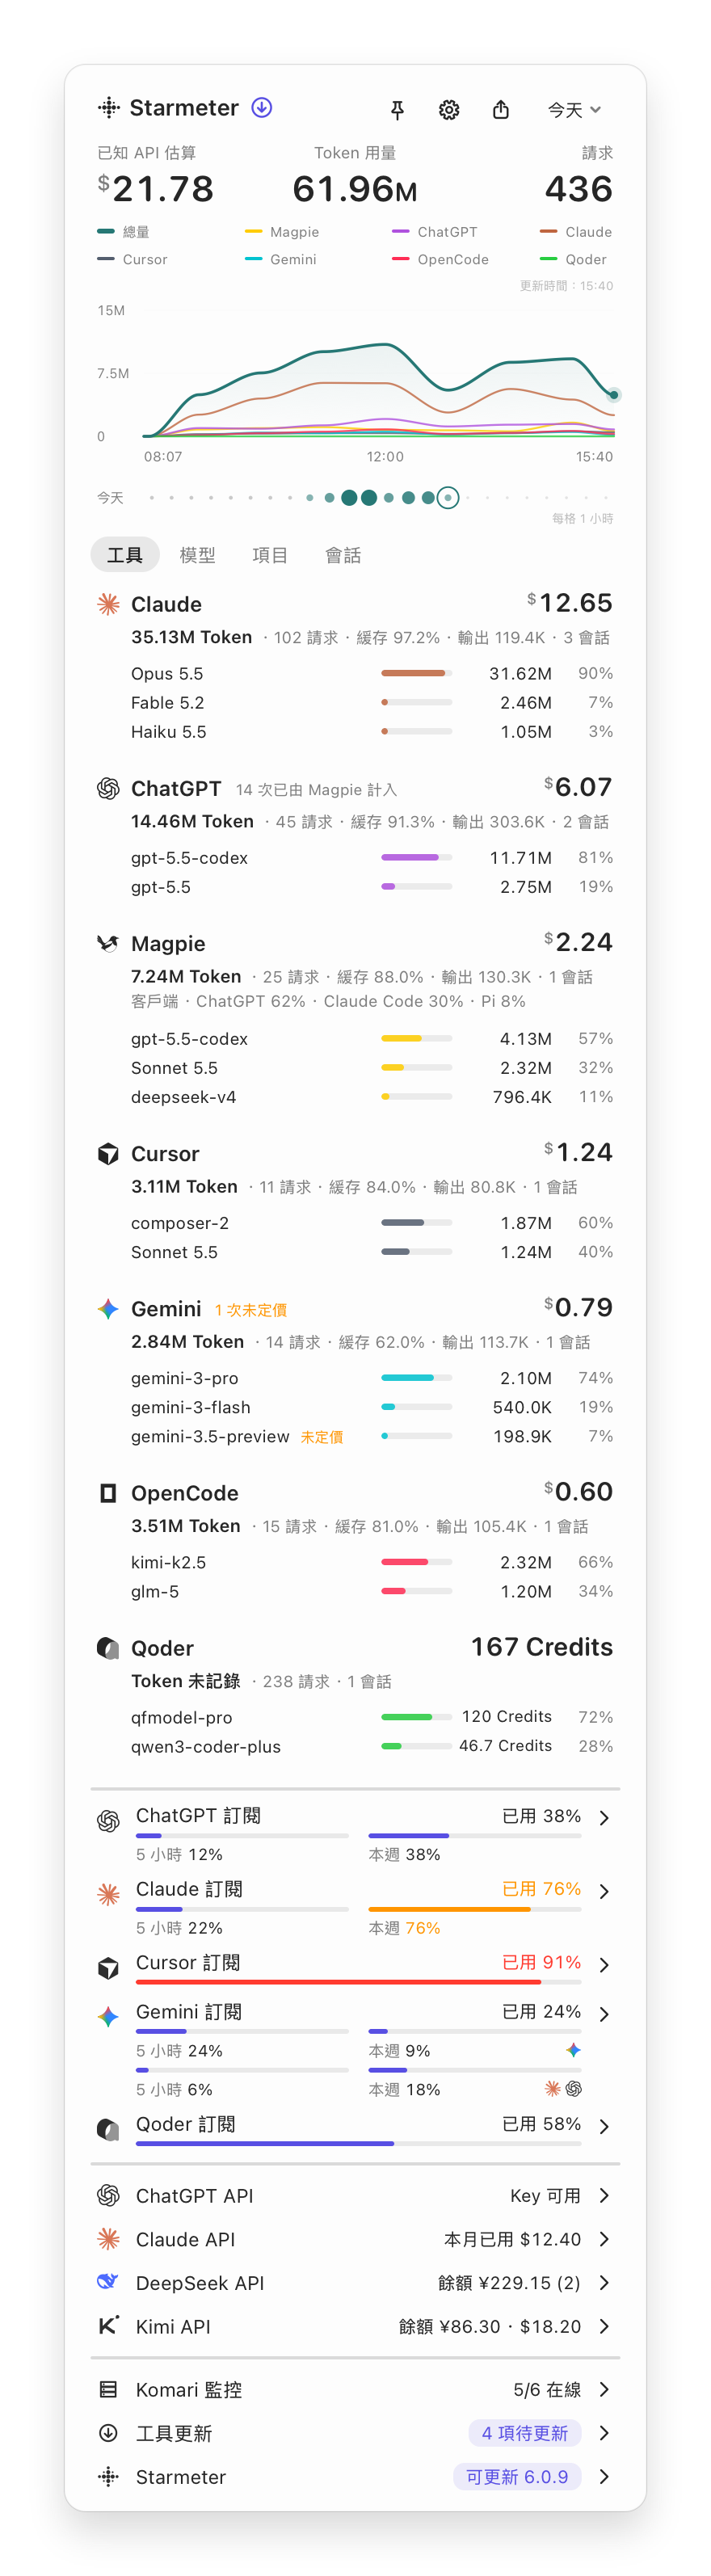 Starmeter 今天
已知 API 估算 Token 用量 請求
$21.78 61.96M 436
總量 Magpie ChatGPT Claude
Cursor Gemini OpenCode Qoder
更新時間：15:40
15M
7.5M
0
08:07 12:00 15:40
今天
每格 1 小時
工具 模型 項目 會話
Claude $12.65
35.13M Token · 102 請求 · 緩存 97.2% · 輸出 119.4K · 3 會話
Opus 5.5 31.62M 90%
Fable 5.2 2.46M 7%
Haiku 5.5 1.05M 3%
ChatGPT 14 次已由 Magpie 計入 $6.07
14.46M Token · 45 請求 · 緩存 91.3% · 輸出 303.6K · 2 會話
gpt-5.5-codex 11.71M 81%
gpt-5.5 2.75M 19%
Magpie $2.24
7.24M Token · 25 請求 · 緩存 88.0% · 輸出 130.3K · 1 會話
客戶端 · ChatGPT 62% · Claude Code 30% · Pi 8%
gpt-5.5-codex 4.13M 57%
Sonnet 5.5 2.32M 32%
deepseek-v4 796.4K 11%
Cursor $1.24
3.11M Token · 11 請求 · 緩存 84.0% · 輸出 80.8K · 1 會話
composer-2 1.87M 60%
Sonnet 5.5 1.24M 40%
Gemini 1 次未定價 $0.79
2.84M Token · 14 請求 · 緩存 62.0% · 輸出 113.7K · 1 會話
gemini-3-pro 2.10M 74%
gemini-3-flash 540.0K 19%
gemini-3.5-preview 未定價 198.9K 7%
OpenCode $0.60
3.51M Token · 15 請求 · 緩存 81.0% · 輸出 105.4K · 1 會話
kimi-k2.5 2.32M 66%
glm-5 1.20M 34%
Qoder 167 Credits
Token 未記錄 · 238 請求 · 1 會話
qfmodel-pro 120 Credits 72%
qwen3-coder-plus 46.7 Credits 28%
ChatGPT 訂閱 已用 38%
5 小時 12% 本週 38%
Claude 訂閱 已用 76%
5 小時 22% 本週 76%
Cursor 訂閱 已用 91%
Gemini 訂閱 已用 24%
5 小時 24% 本週 9%
5 小時 6% 本週 18%
Qoder 訂閱 已用 58%
ChatGPT API Key 可用
Claude API 本月已用 $12.40
DeepSeek API 餘額 ¥229.15 (2)
Kimi API 餘額 ¥86.30 · $18.20
Komari 監控 5/6 在線
工具更新 4 項待更新
Starmeter 可更新 6.0.9